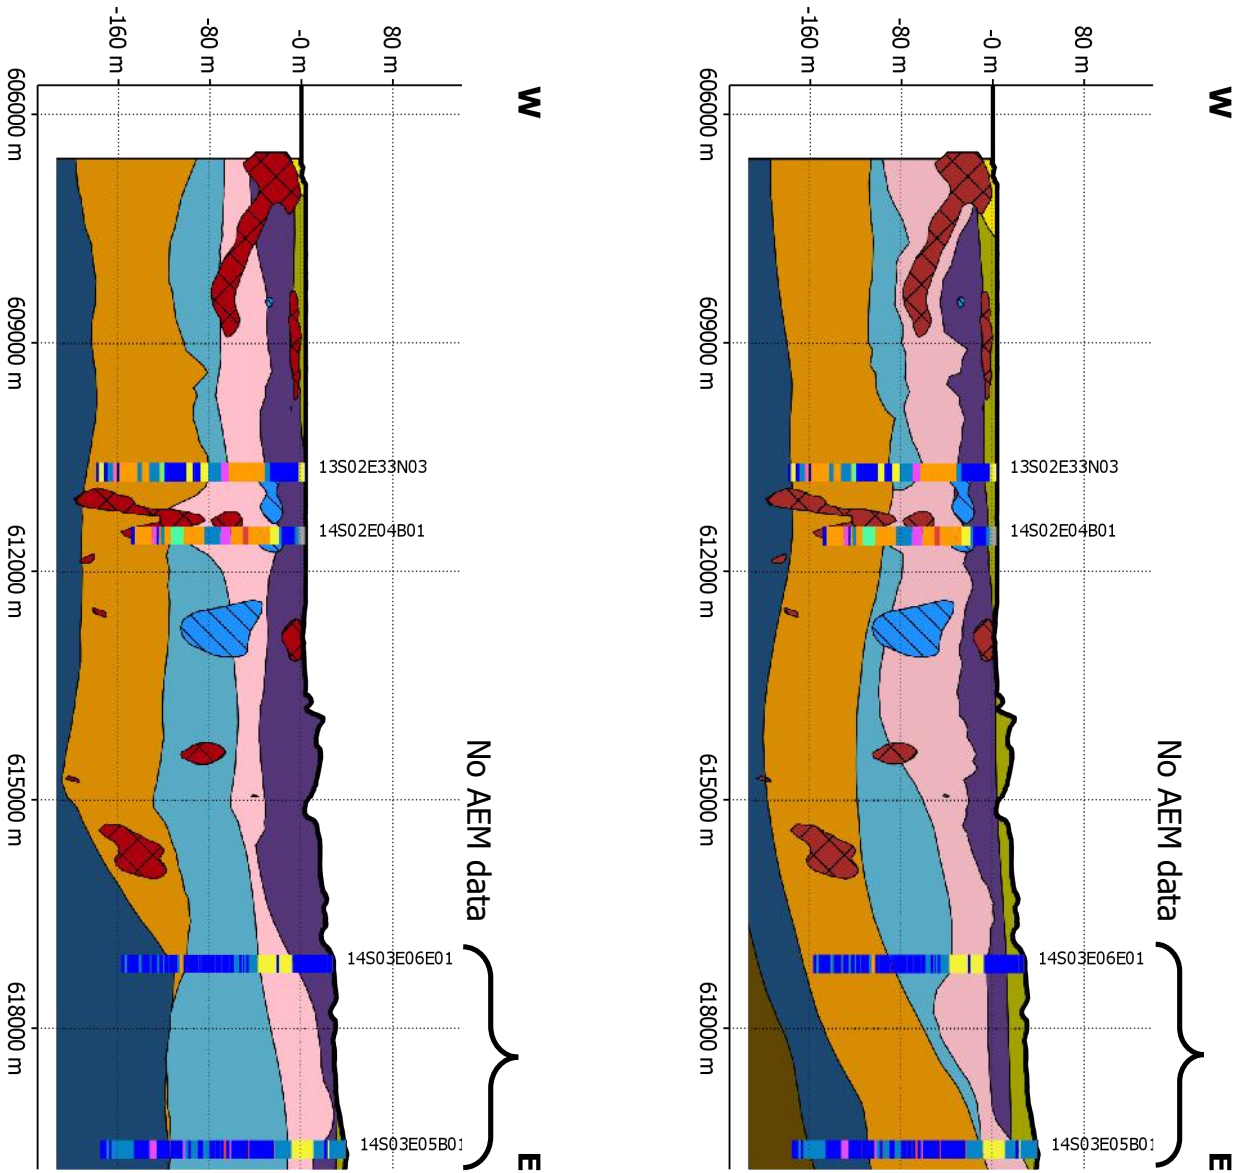 W
E
80 m
-0 m
-80 m
-160 m
606000 m
609000 m
612000 m
615000 m
618000 m
13S02E33N03
14S02E04B01
14S03E06E01
14S03E05B01
No AEM data
W
E
80 m
-0 m
-80 m
-160 m
606000 m
609000 m
612000 m
615000 m
618000 m
13S02E33N03
14S02E04B01
14S03E06E01
14S03E05B01
No AEM data